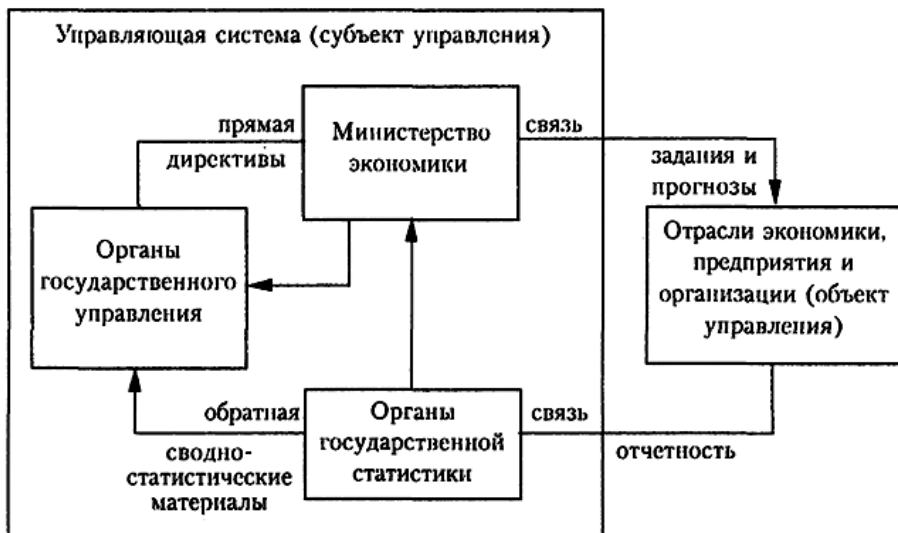 Управляющая система (субъект управления)
прямая
директивы
Министерство
экономики
связь
задания и
прогнозы
Органы
государственного
управления
Отрасли экономики,
предприятия и
организации (объект
управления)
обратная
сводно-
статистические
материалы
Органы
государственной
статистики
связь
отчетность